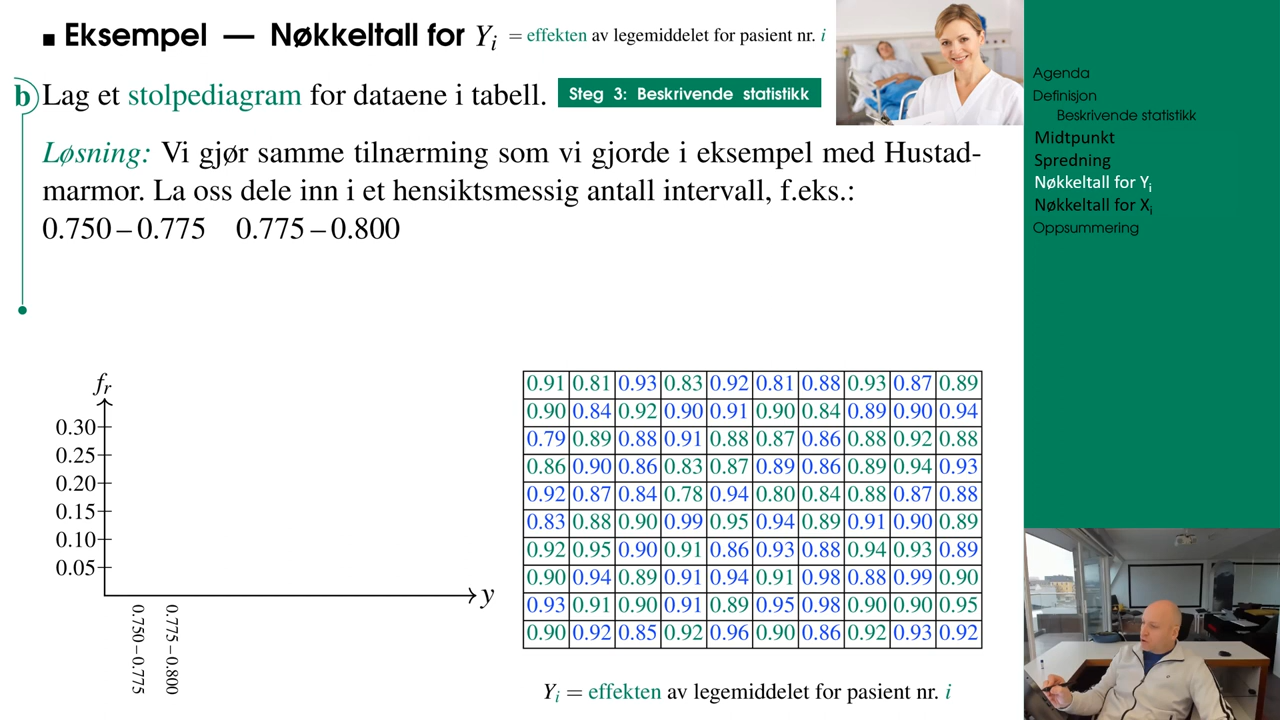 ▪ Eksempel — Nøkkeltall for Yᵢ = effekten av legemiddelet for pasient nr. i
b Lag et stolpediagram for dataene i tabell. Steg 3: Beskrivende statistikk
Løsning: Vi gjør samme tilnærming som vi gjorde i eksempel med Hustad-
marmor. La oss dele inn i et hensiktsmessig antall intervall, f.eks.:
0.750 – 0.775 0.775 – 0.800
fᵣ
0.30
0.25
0.20
0.15
0.10
0.05
y
0.750 – 0.775
0.775 – 0.800
0.91 0.81 0.93 0.83 0.92 0.81 0.88 0.93 0.87 0.89
0.90 0.84 0.92 0.90 0.91 0.90 0.84 0.89 0.90 0.94
0.79 0.89 0.88 0.91 0.88 0.87 0.86 0.88 0.92 0.88
0.86 0.90 0.86 0.83 0.87 0.89 0.86 0.89 0.94 0.93
0.92 0.87 0.84 0.78 0.94 0.80 0.84 0.88 0.87 0.88
0.83 0.88 0.90 0.99 0.95 0.94 0.89 0.91 0.90 0.89
0.92 0.95 0.90 0.91 0.86 0.93 0.88 0.94 0.93 0.89
0.90 0.94 0.89 0.91 0.94 0.91 0.98 0.88 0.99 0.90
0.93 0.91 0.90 0.91 0.89 0.95 0.98 0.90 0.90 0.95
0.90 0.92 0.85 0.92 0.96 0.90 0.86 0.92 0.93 0.92
Yᵢ = effekten av legemiddelet for pasient nr. i
Agenda
Definisjon
Beskrivende statistikk
Midtpunkt
Spredning
Nøkkeltall for Yᵢ
Nøkkeltall for Xᵢ
Oppsummering